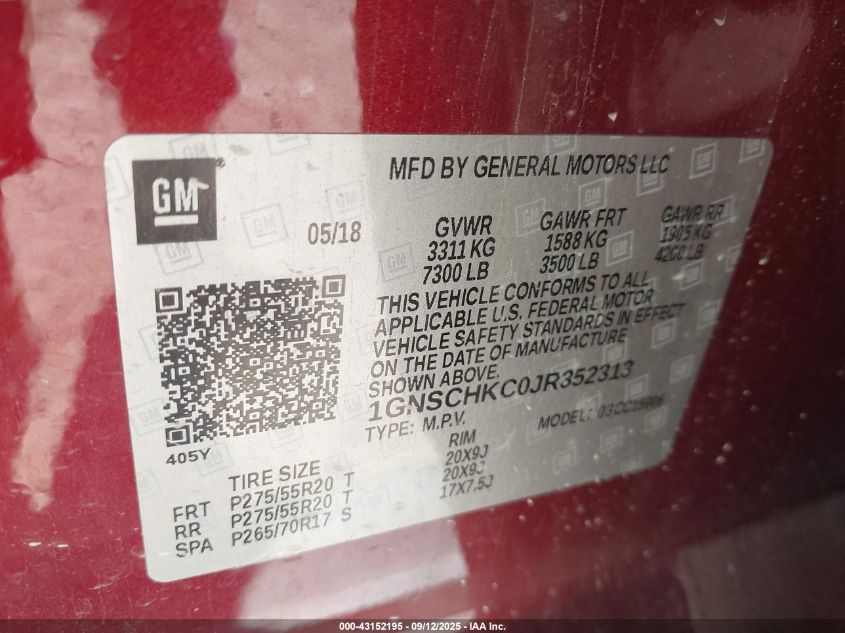 GM
MFD BY GENERAL MOTORS LLC
05/18
GVWR GAWR FRT GAWR RR
3311 KG 1588 KG 1905 KG
7300 LB 3500 LB 4200 LB
THIS VEHICLE CONFORMS TO ALL
APPLICABLE U.S. FEDERAL MOTOR
VEHICLE SAFETY STANDARDS IN EFFECT
ON THE DATE OF MANUFACTURE
SHOWN ABOVE.
1GNSCHKC0JR352313
TYPE: M.P.V. MODEL:
405Y
TIRE SIZE RIM
FRT P275/55R20 T 20X9J
RR P275/55R20 T 20X9J
SPA P265/70R17 S 17X7.5J
000-43152195 - 09/12/2025 - IAA Inc.